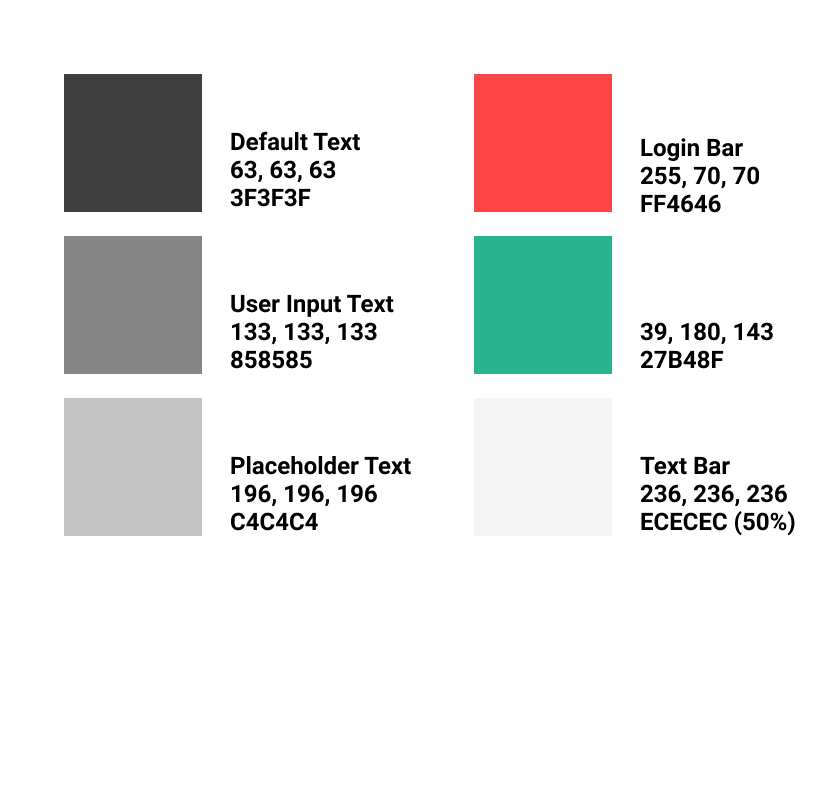 Default Text
63, 63, 63
3F3F3F
Login Bar
255, 70, 70
FF4646
User Input Text
133, 133, 133
858585
39, 180, 143
27B48F
Placeholder Text
196, 196, 196
C4C4C4
Text Bar
236, 236, 236
ECECEC (50%)